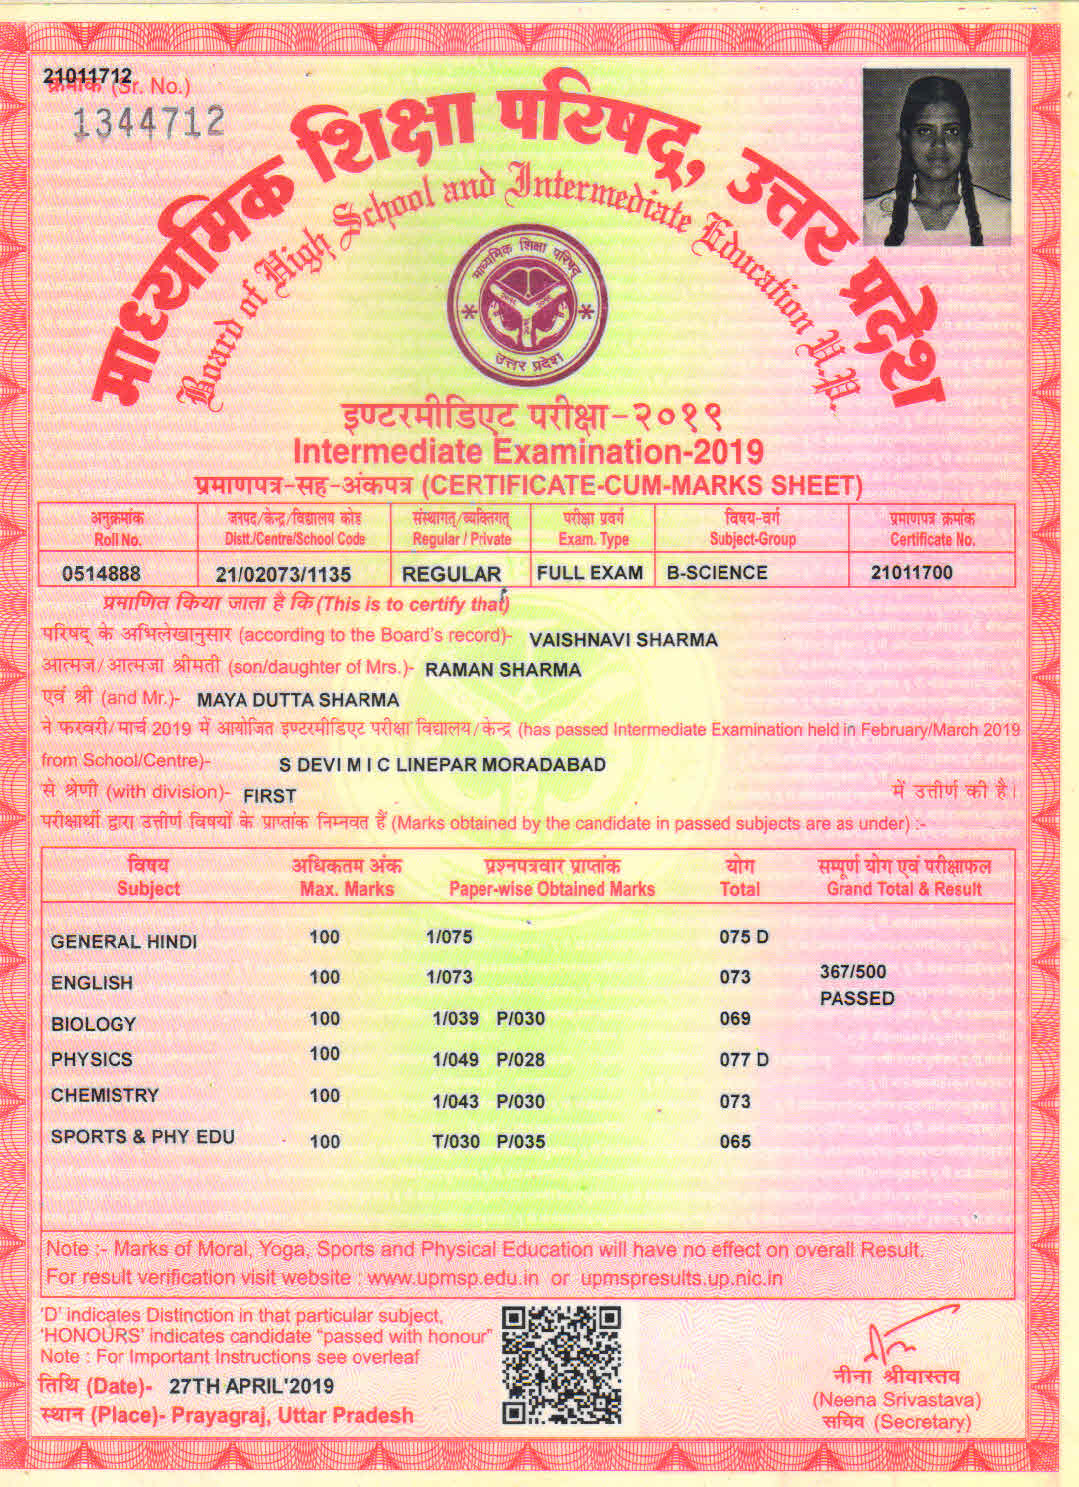 21011712
क्रमांक (Sr. No.)
1344712
माध्यमिक शिक्षा परिषद्, उत्तर प्रदेश
Board of High School and Intermediate Education U.P.
माध्यमिक शिक्षा परिषद
उत्तर प्रदेश
इण्टरमीडिएट परीक्षा-२०१९
Intermediate Examination-2019
प्रमाणपत्र-सह-अंकपत्र (CERTIFICATE-CUM-MARKS SHEET)
अनुक्रमांक जनपद/केन्द्र/विद्यालय कोड संस्थागत्/व्यक्तिगत् परीक्षा प्रवर्ग विषय-वर्ग प्रमाणपत्र क्रमांक
Roll No. Distt./Centre/School Code Regular / Private Exam. Type Subject-Group Certificate No.
0514888 21/02073/1135 REGULAR FULL EXAM B-SCIENCE 21011700
प्रमाणित किया जाता है कि (This is to certify that)
परिषद् के अभिलेखानुसार (according to the Board's record)- VAISHNAVI SHARMA
आत्मज/आत्मजा श्रीमती (son/daughter of Mrs.)- RAMAN SHARMA
एवं श्री (and Mr.)- MAYA DUTTA SHARMA
ने फरवरी/मार्च 2019 में आयोजित इण्टरमीडिएट परीक्षा विद्यालय/केन्द्र (has passed Intermediate Examination held in February/March 2019
from School/Centre)- S DEVI M I C LINEPAR MORADABAD
से श्रेणी (with division)- FIRST में उत्तीर्ण की है।
परीक्षार्थी द्वारा उत्तीर्ण विषयों के प्राप्तांक निम्नवत हैं (Marks obtained by the candidate in passed subjects are as under) :-
विषय अधिकतम अंक प्रश्नपत्रवार प्राप्तांक योग सम्पूर्ण योग एवं परीक्षाफल
Subject Max. Marks Paper-wise Obtained Marks Total Grand Total & Result
GENERAL HINDI 100 1/075 075 D
ENGLISH 100 1/073 073 367/500
PASSED
BIOLOGY 100 1/039 P/030 069
PHYSICS 100 1/049 P/028 077 D
CHEMISTRY 100 1/043 P/030 073
SPORTS & PHY EDU 100 T/030 P/035 065
Note :- Marks of Moral, Yoga, Sports and Physical Education will have no effect on overall Result.
For result verification visit website : www.upmsp.edu.in or upmspresults.up.nic.in
'D' indicates Distinction in that particular subject,
'HONOURS' indicates candidate "passed with honour"
Note : For Important Instructions see overleaf
तिथि (Date)- 27TH APRIL'2019
स्थान (Place)- Prayagraj, Uttar Pradesh
नीना श्रीवास्तव
(Neena Srivastava)
सचिव (Secretary)